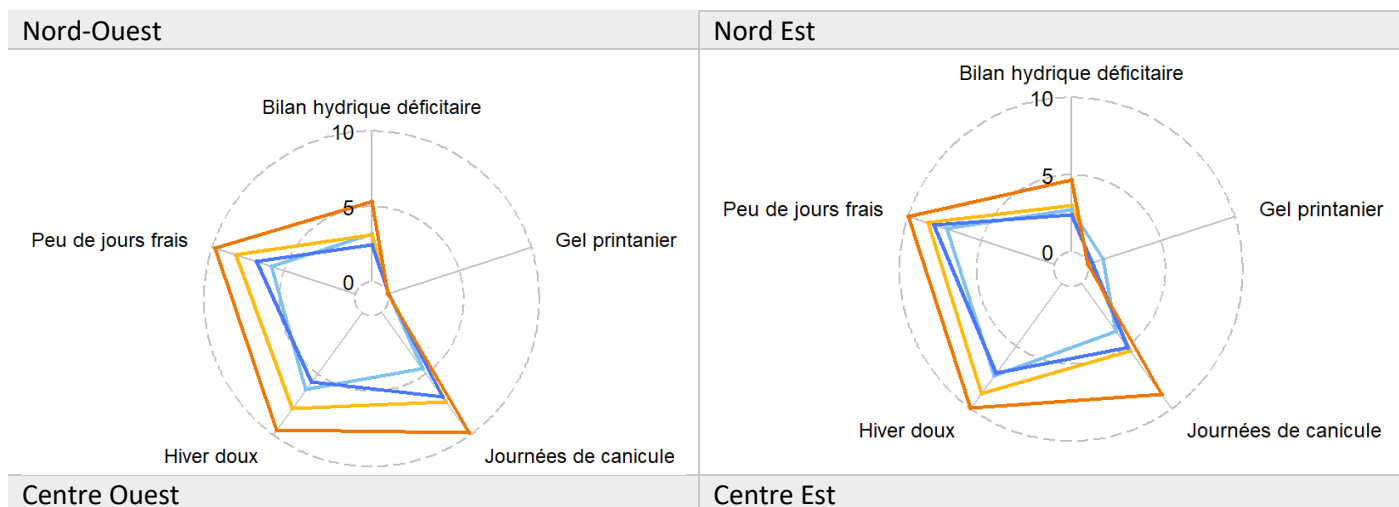 Nord-Ouest
Nord Est
Bilan hydrique déficitaire
10
5
0
Peu de jours frais
Gel printanier
Hiver doux
Journées de canicule
Bilan hydrique déficitaire
10
5
0
Peu de jours frais
Gel printanier
Hiver doux
Journées de canicule
Centre Ouest
Centre Est